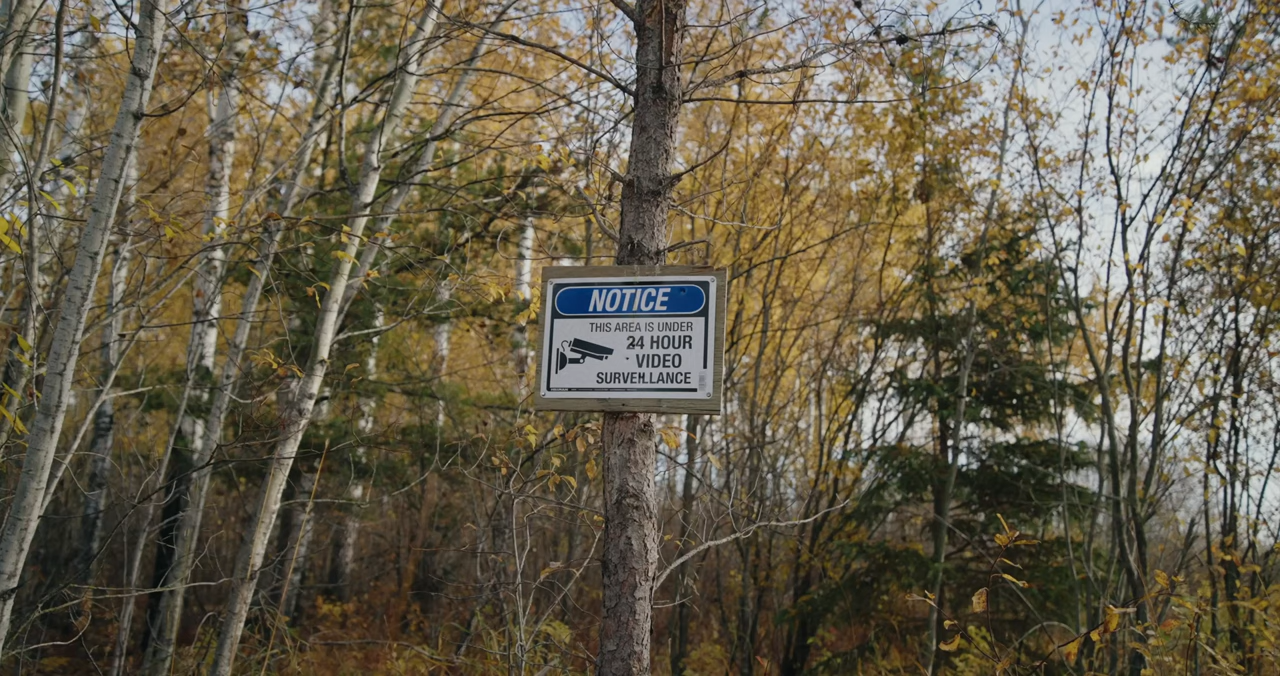 NOTICE
THIS AREA IS UNDER
24 HOUR
VIDEO
SURVEILLANCE